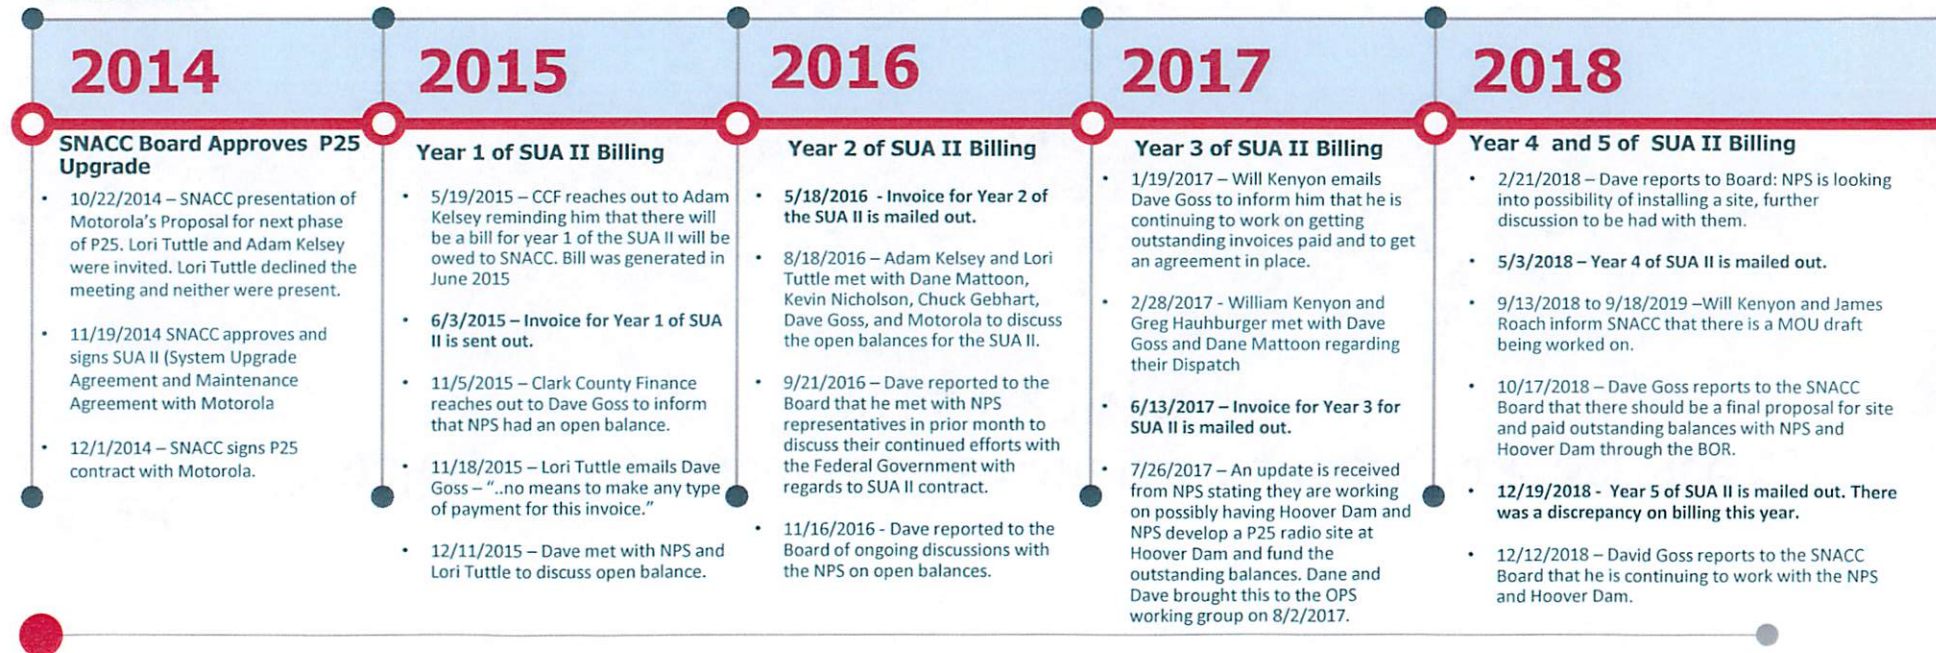 2014
SNACC Board Approves P25
Upgrade
• 10/22/2014 – SNACC presentation of
Motorola's Proposal for next phase
of P25. Lori Tuttle and Adam Kelsey
were invited. Lori Tuttle declined the
meeting and neither were present.
• 11/19/2014 SNACC approves and
signs SUA II (System Upgrade
Agreement and Maintenance
Agreement with Motorola
• 12/1/2014 – SNACC signs P25
contract with Motorola.
2015
Year 1 of SUA II Billing
• 5/19/2015 – CCF reaches out to Adam
Kelsey reminding him that there will
be a bill for year 1 of the SUA II will be
owed to SNACC. Bill was generated in
June 2015
• 6/3/2015 – Invoice for Year 1 of SUA
II is sent out.
• 11/5/2015 – Clark County Finance
reaches out to Dave Goss to inform
that NPS had an open balance.
• 11/18/2015 – Lori Tuttle emails Dave
Goss – "..no means to make any type
of payment for this invoice."
• 12/11/2015 – Dave met with NPS and
Lori Tuttle to discuss open balance.
2016
Year 2 of SUA II Billing
• 5/18/2016 - Invoice for Year 2 of
the SUA II is mailed out.
• 8/18/2016 – Adam Kelsey and Lori
Tuttle met with Dane Mattoon,
Kevin Nicholson, Chuck Gebhart,
Dave Goss, and Motorola to discuss
the open balances for the SUA II.
• 9/21/2016 – Dave reported to the
Board that he met with NPS
representatives in prior month to
discuss their continued efforts with
the Federal Government with
regards to SUA II contract.
• 11/16/2016 - Dave reported to the
Board of ongoing discussions with
the NPS on open balances.
2017
Year 3 of SUA II Billing
• 1/19/2017 – Will Kenyon emails
Dave Goss to inform him that he is
continuing to work on getting
outstanding invoices paid and to get
an agreement in place.
• 2/28/2017 - William Kenyon and
Greg Hauhburger met with Dave
Goss and Dane Mattoon regarding
their Dispatch
• 6/13/2017 – Invoice for Year 3 for
SUA II is mailed out.
• 7/26/2017 – An update is received
from NPS stating they are working
on possibly having Hoover Dam and
NPS develop a P25 radio site at
Hoover Dam and fund the
outstanding balances. Dane and
Dave brought this to the OPS
working group on 8/2/2017.
2018
Year 4 and 5 of SUA II Billing
• 2/21/2018 – Dave reports to Board: NPS is looking
into possibility of installing a site, further
discussion to be had with them.
• 5/3/2018 – Year 4 of SUA II is mailed out.
• 9/13/2018 to 9/18/2019 –Will Kenyon and James
Roach inform SNACC that there is a MOU draft
being worked on.
• 10/17/2018 – Dave Goss reports to the SNACC
Board that there should be a final proposal for site
and paid outstanding balances with NPS and
Hoover Dam through the BOR.
• 12/19/2018 - Year 5 of SUA II is mailed out. There
was a discrepancy on billing this year.
• 12/12/2018 – David Goss reports to the SNACC
Board that he is continuing to work with the NPS
and Hoover Dam.